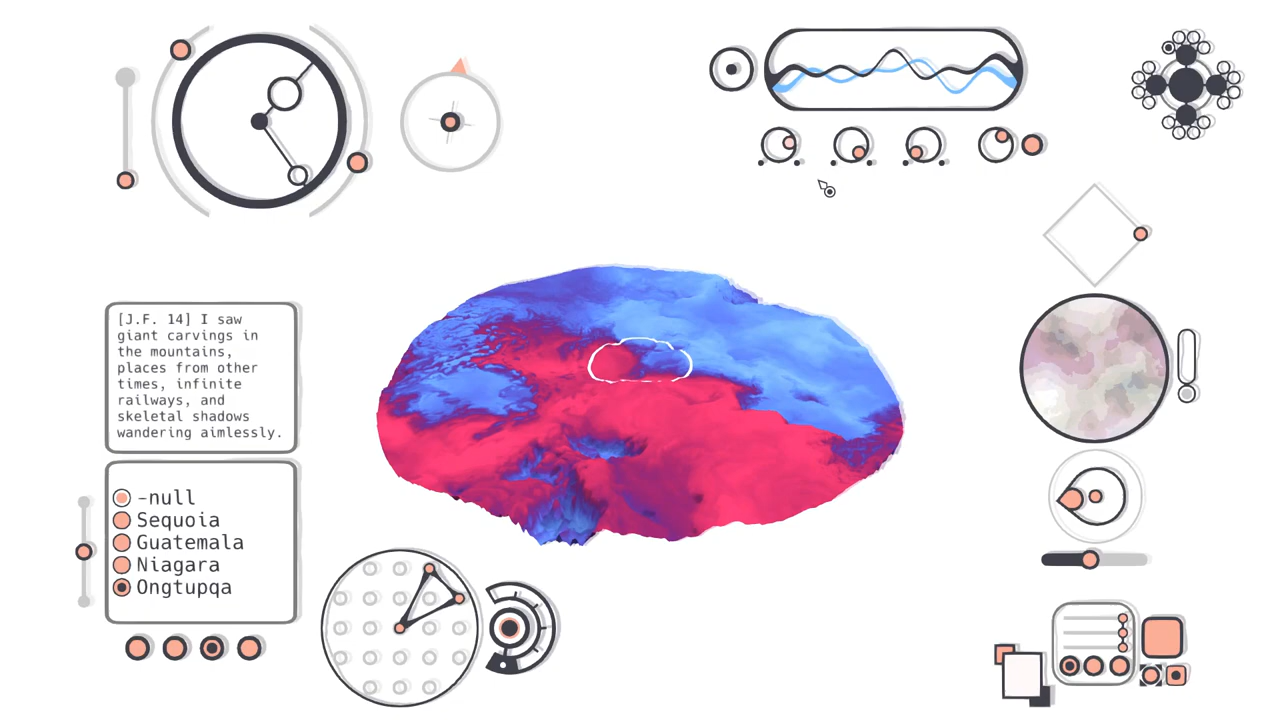 [J.F. 14] I saw
giant carvings in
the mountains,
places from other
times, infinite
railways, and
skeletal shadows
wandering aimlessly.
-null
Sequoia
Guatemala
Niagara
Ongtupqa